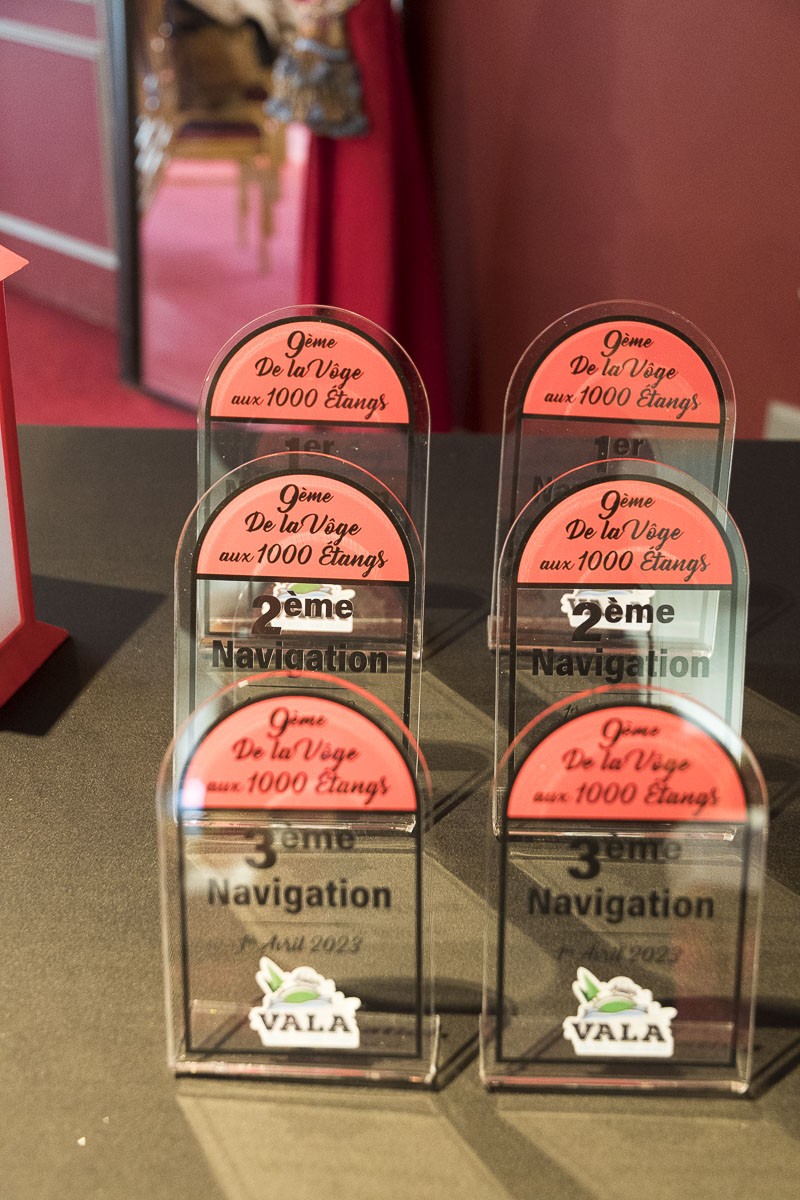 9ème
De la Vôge
aux 1000 Étangs
1er
9ème
De la Vôge
aux 1000 Étangs
1er
9ème
De la Vôge
aux 1000 Étangs
2ème
Navigation
9ème
De la Vôge
aux 1000 Étangs
2ème
Navigation
9ème
De la Vôge
aux 1000 Étangs
3ème
Navigation
1er Avril 2023
VALA
9ème
De la Vôge
aux 1000 Étangs
3ème
Navigation
1er Avril 2023
VALA